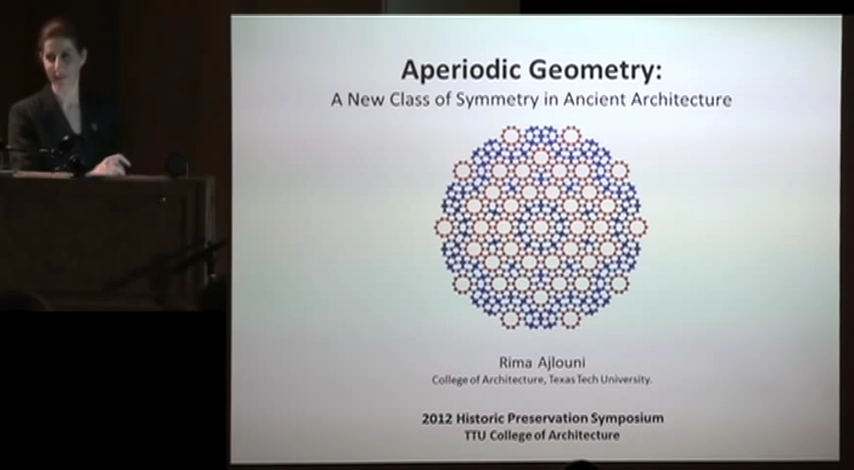 Aperiodic Geometry:
A New Class of Symmetry in Ancient Architecture
Rima Ajlouni
College of Architecture, Texas Tech University.
2012 Historic Preservation Symposium
TTU College of Architecture